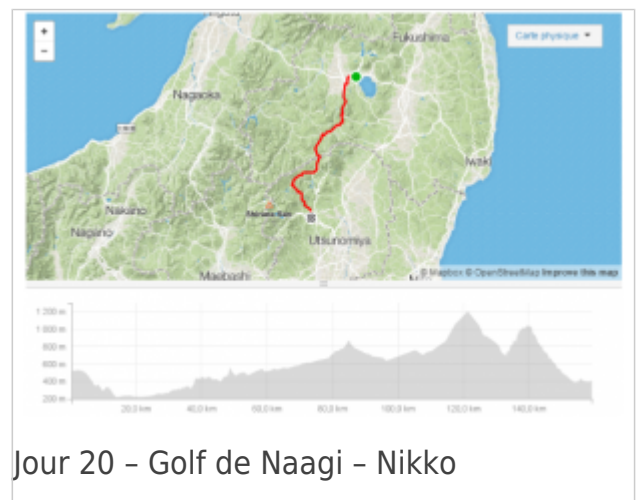 +
Carte physique
−
Fukushima
Nagaoka
Iwaki
Nakano
Nagano
Utsunomiya
Maebashi
© Mapbox © OpenStreetMap Improve this map
1 200 m
1 000 m
800 m
600 m
400 m
200 m
20,0 km 40,0 km 60,0 km 80,0 km 100,0 km 120,0 km 140,0 km
Jour 20 – Golf de Naagi – Nikko